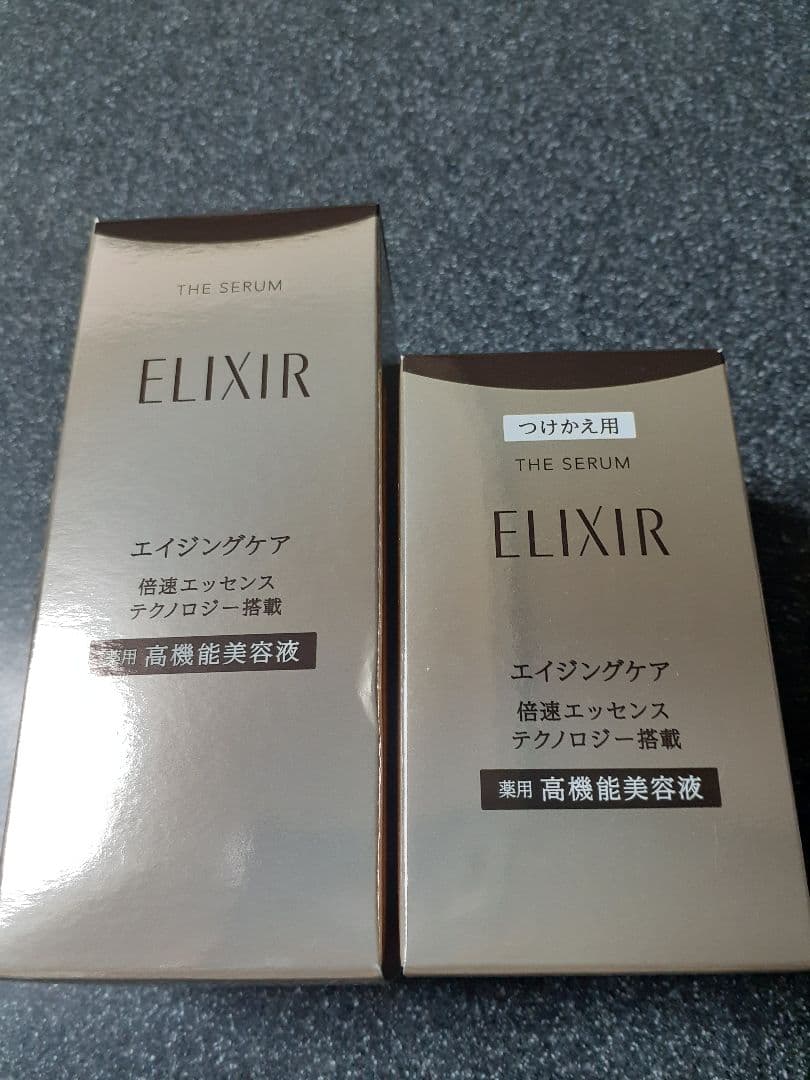 THE SERUM
ELIXIR
エイジングケア
倍速エッセンス
テクノロジー搭載
薬用 高機能美容液
つけかえ用
THE SERUM
ELIXIR
エイジングケア
倍速エッセンス
テクノロジー搭載
薬用 高機能美容液